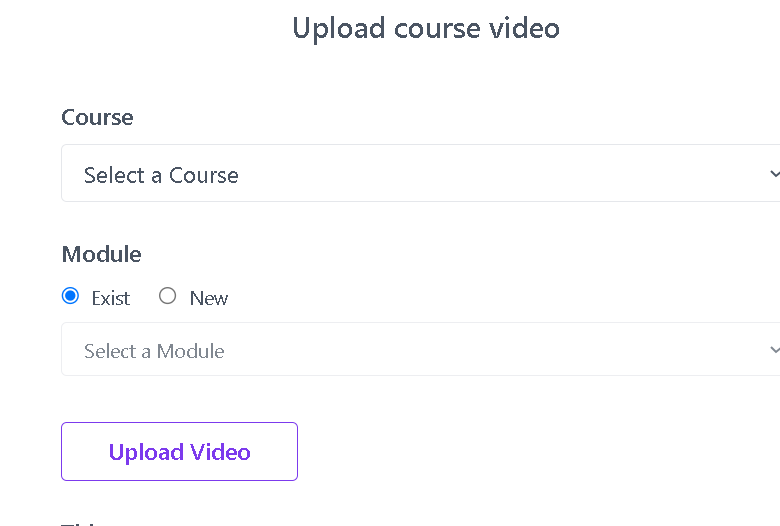 Upload course video
Course
Select a Course
Module
Exist New
Select a Module
Upload Video